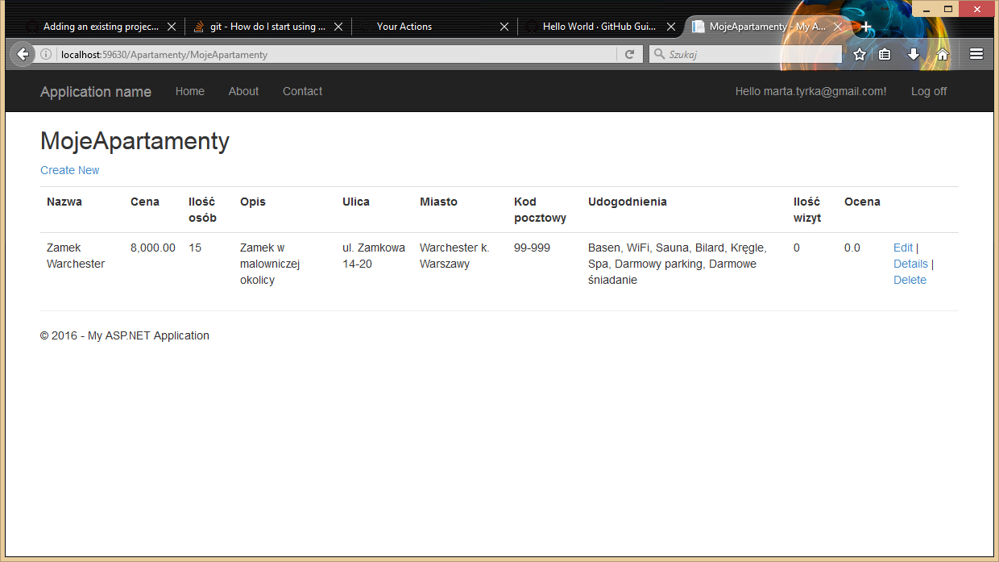 Adding an existing projec...
git - How do I start using ...
Your Actions
Hello World · GitHub Gui...
MojeApartamenty - My A...
localhost:59630/Apartamenty/MojeApartamenty
Szukaj
Application name Home About Contact Hello marta.tyrka@gmail.com! Log off
MojeApartamenty
Create New
Nazwa Cena Ilość osób Opis Ulica Miasto Kod pocztowy Udogodnienia Ilość wizyt Ocena
Zamek Warchester 8,000.00 15 Zamek w malowniczej okolicy ul. Zamkowa 14-20 Warchester k. Warszawy 99-999 Basen, WiFi, Sauna, Bilard, Kręgle, Spa, Darmowy parking, Darmowe śniadanie 0 0.0 Edit | Details | Delete
© 2016 - My ASP.NET Application